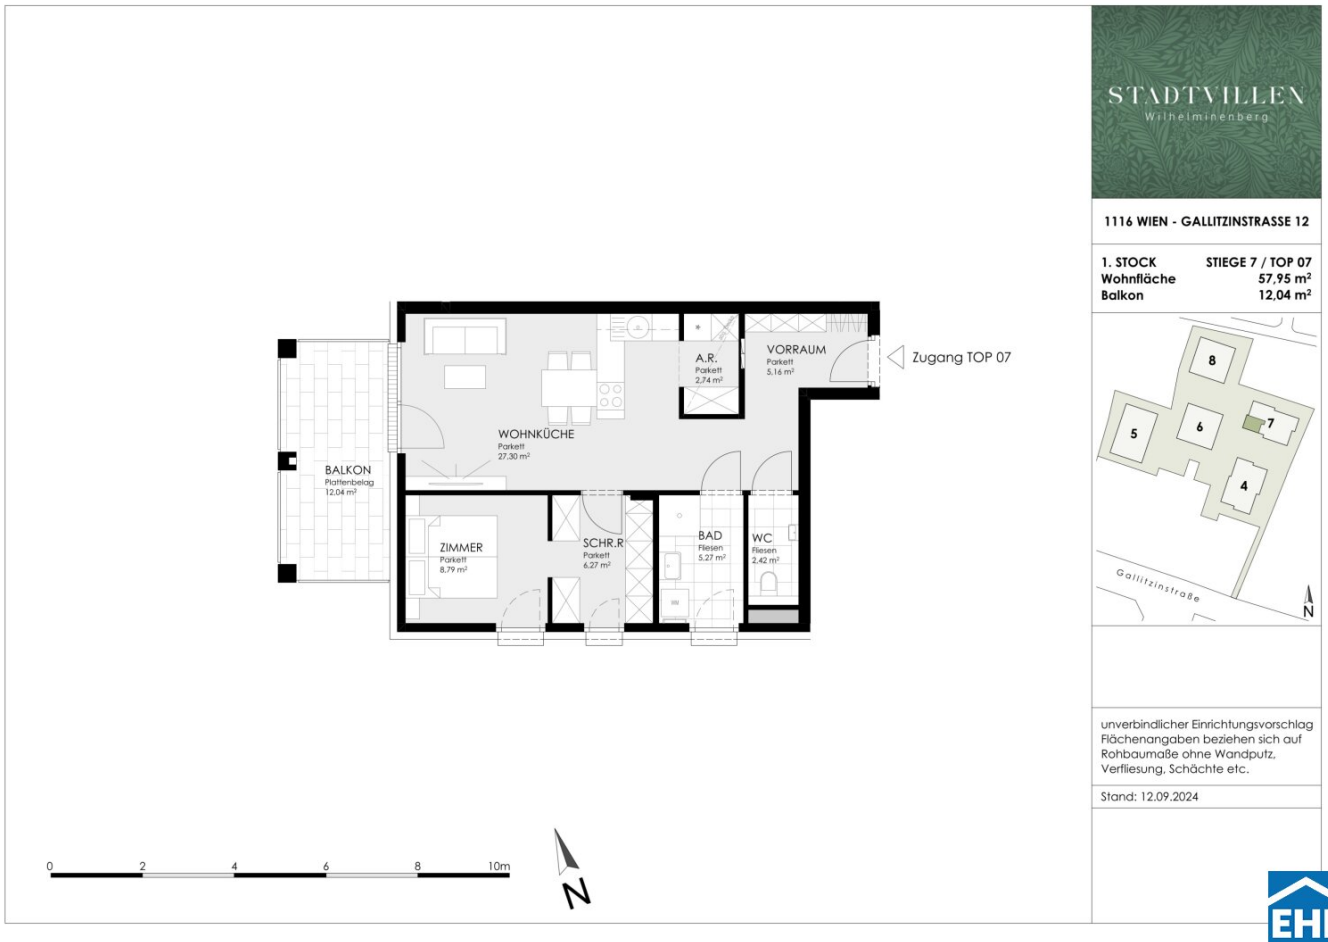 STADTVILLEN
Wilhelminenberg
1116 WIEN - GALLITZINSTRASSE 12
1. STOCK STIEGE 7 / TOP 07
Wohnfläche 57,95 m²
Balkon 12,04 m²
8
5
6
7
4
Gallitzinstraße
N
unverbindlicher Einrichtungsvorschlag
Flächenangaben beziehen sich auf
Rohbaumaße ohne Wandputz,
Verfliesung, Schächte etc.
Stand: 12.09.2024
A.R.
Parkett
2,74 m²
VORRAUM
Parkett
5,16 m²
Zugang TOP 07
WOHNKÜCHE
Parkett
27,30 m²
BALKON
Plattenbelag
12,04 m²
ZIMMER
Parkett
8,79 m²
SCHR.R
Parkett
6,27 m²
BAD
Fliesen
5,27 m²
WC
Fliesen
2,42 m²
0 2 4 6 8 10m
N
EHL